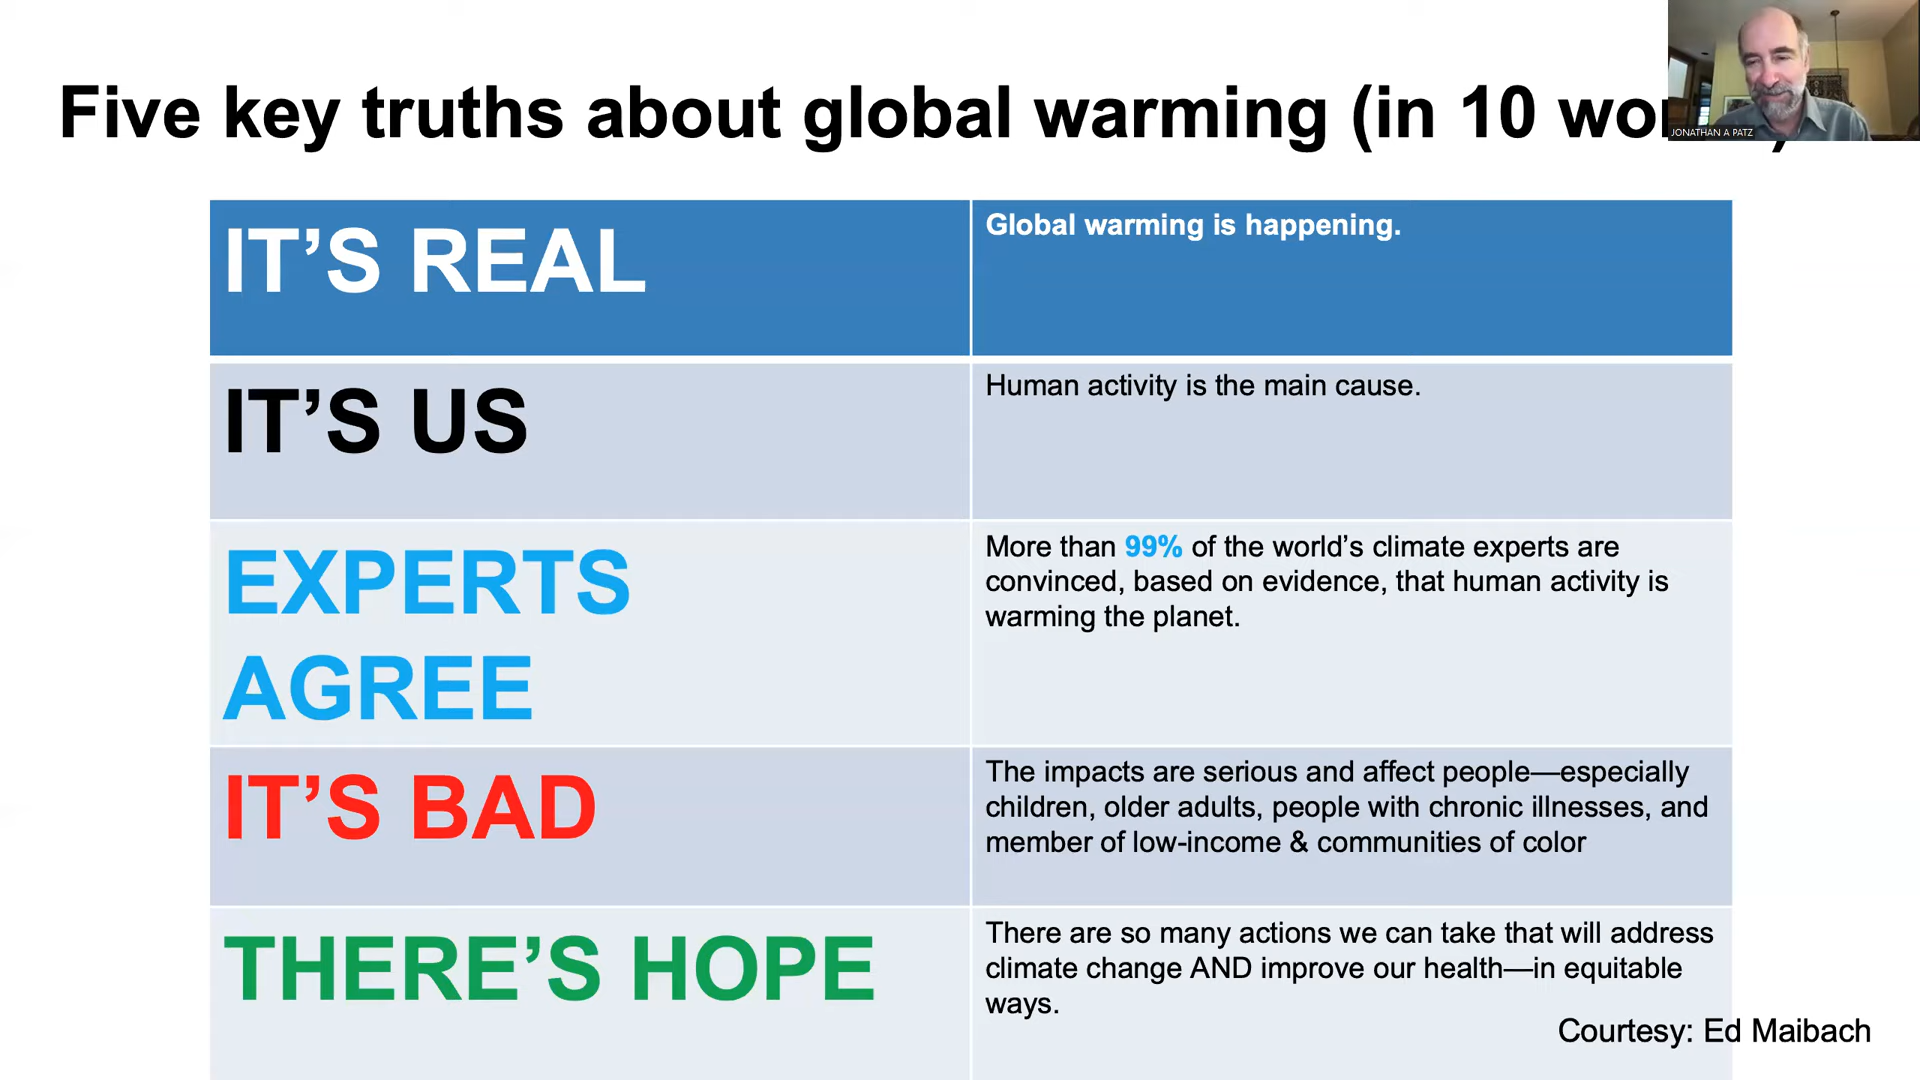 Five key truths about global warming (in 10
JONATHAN A PATZ
IT’S REAL
Global warming is happening.
IT’S US
Human activity is the main cause.
EXPERTS
AGREE
More than 99% of the world’s climate experts are
convinced, based on evidence, that human activity is
warming the planet.
IT’S BAD
The impacts are serious and affect people—especially
children, older adults, people with chronic illnesses, and
member of low-income & communities of color
THERE’S HOPE
There are so many actions we can take that will address
climate change AND improve our health—in equitable
ways.
Courtesy: Ed Maibach